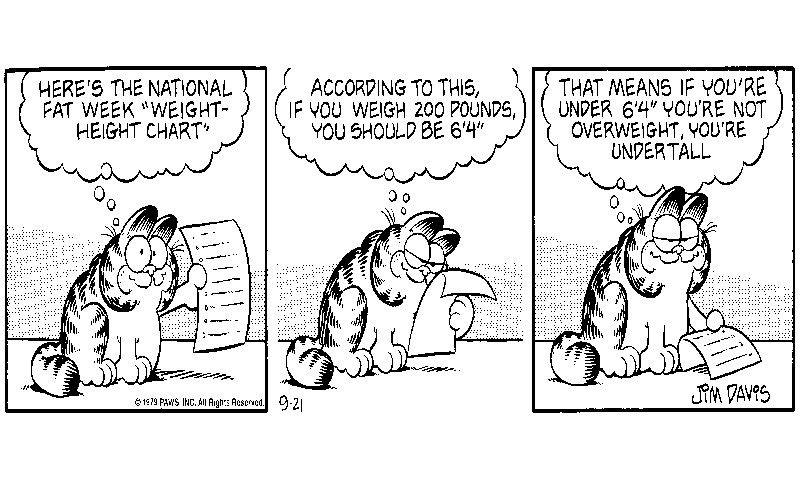 HERE'S THE NATIONAL
FAT WEEK "WEIGHT-
HEIGHT CHART"
ACCORDING TO THIS,
IF YOU WEIGH 200 POUNDS,
YOU SHOULD BE 6'4"
THAT MEANS IF YOU'RE
UNDER 6'4" YOU'RE NOT
OVERWEIGHT, YOU'RE
UNDERTALL
© 1979 PAWS, INC. All Rights Reserved.
9-21
JIM DAVIS